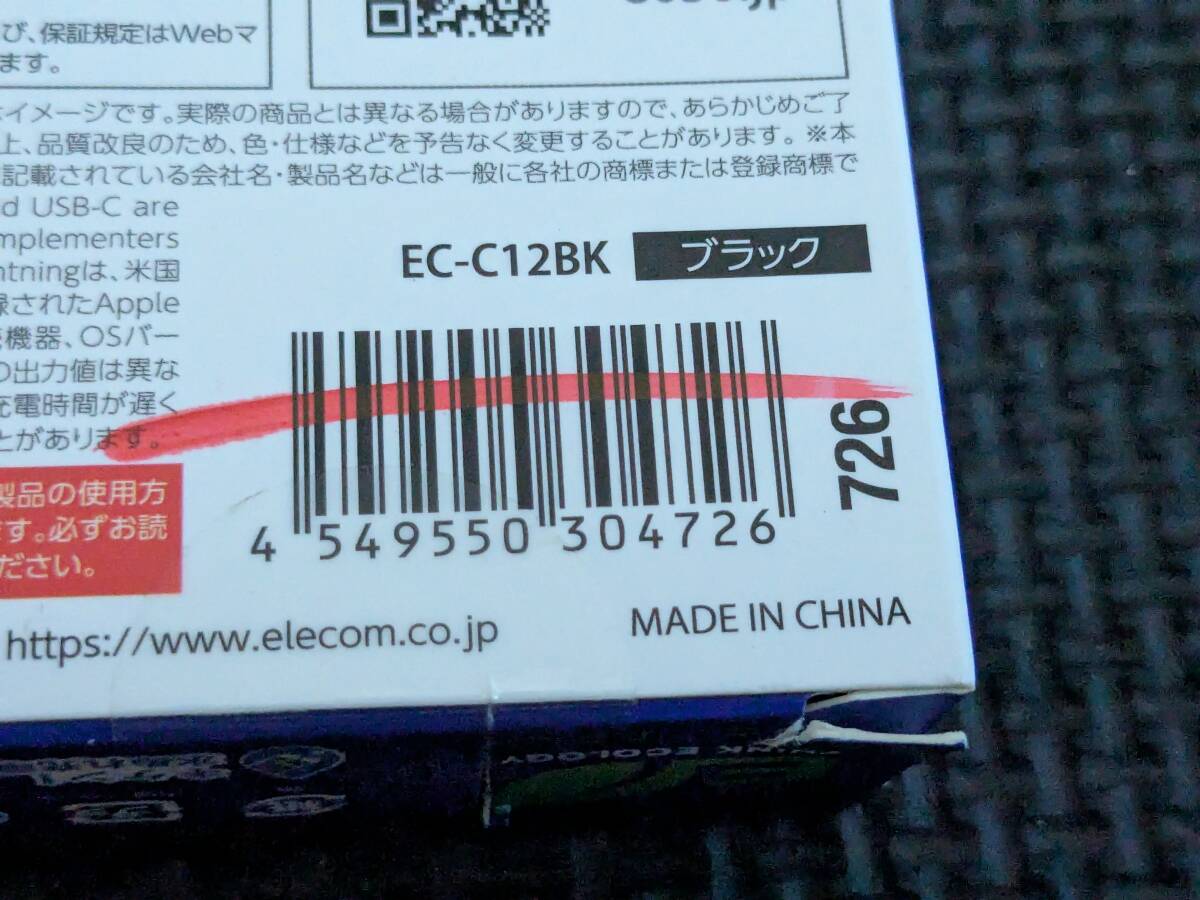 び、保証規定はWebマ
ます。
イメージです。実際の商品とは異なる場合がありますので、あらかじめご了
上、品質改良のため、色・仕様などを予告なく変更することがあります。※本
記載されている会社名・製品名などは一般に各社の商標または登録商標で
d USB-C are
mplementers
htningは、米国
録されたApple
機器、OSバー
の出力値は異な
充電時間が遅く
とがあります。
EC-C12BK ブラック
4 549550 304726
726
製品の使用方
す。必ずお読
ださい。
https://www.elecom.co.jp
MADE IN CHINA
THINK ECOLOGY